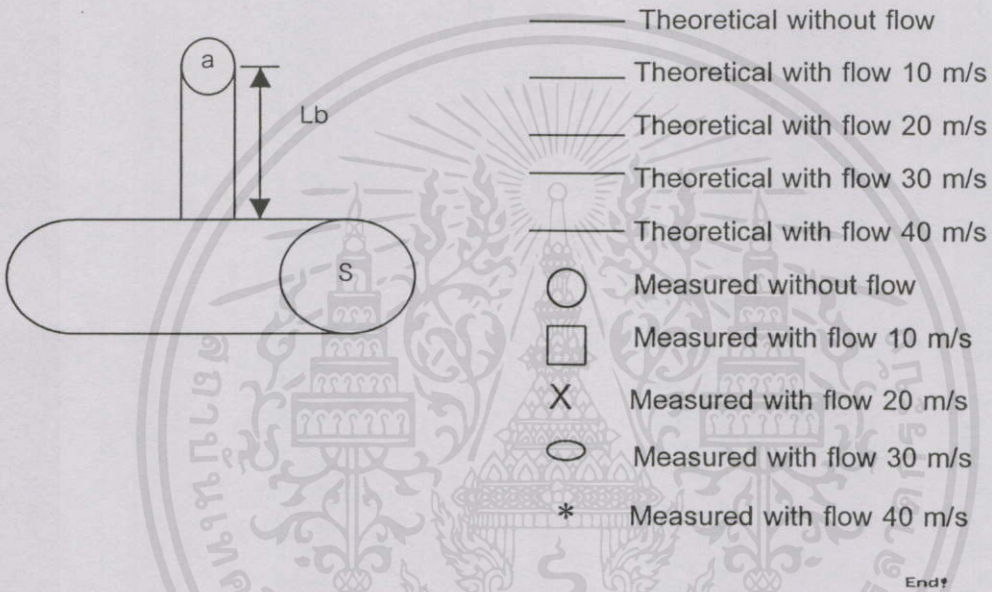 Theoretical without flow
a
Theoretical with flow 10 m/s
Lb
Theoretical with flow 20 m/s
Theoretical with flow 30 m/s
Theoretical with flow 40 m/s
S
Measured without flow
Measured with flow 10 m/s
X Measured with flow 20 m/s
Measured with flow 30 m/s
* Measured with flow 40 m/s
End